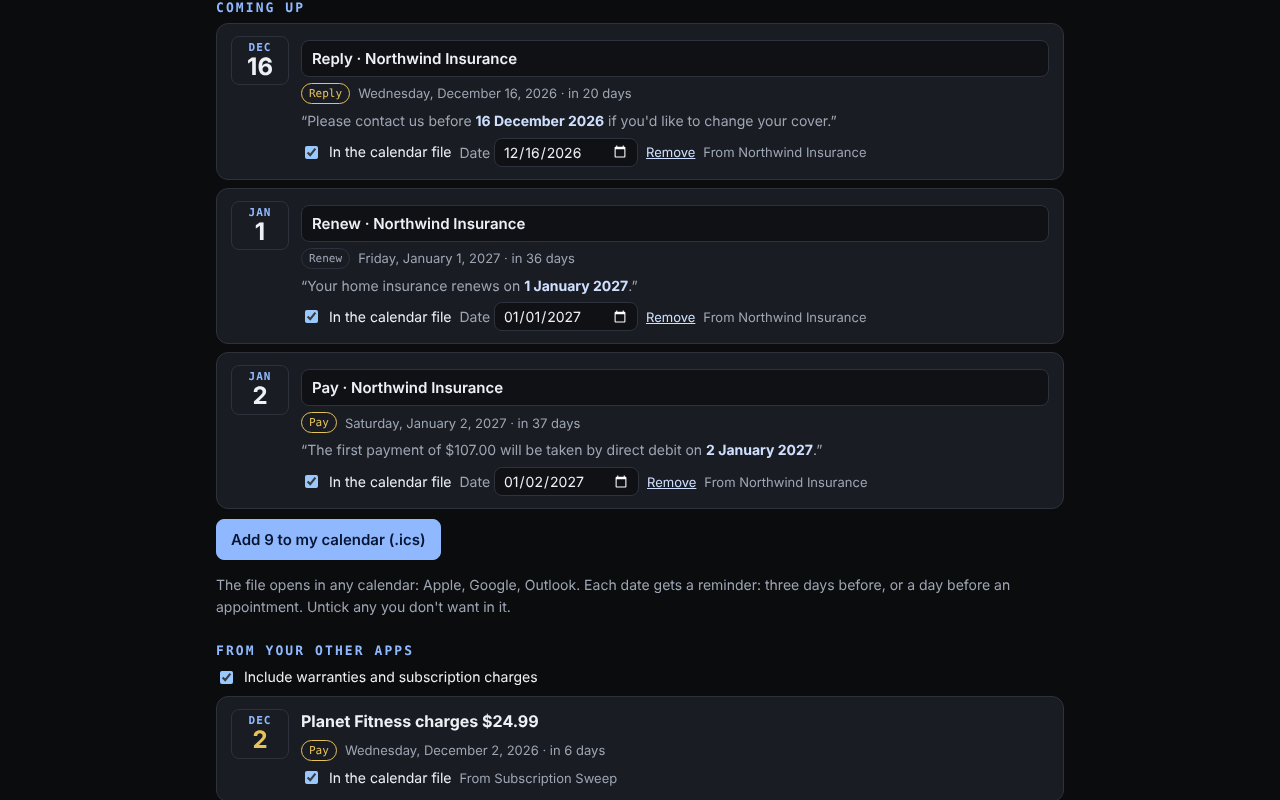 COMING UP
DEC
16
Reply · Northwind Insurance
Reply Wednesday, December 16, 2026 · in 20 days
“Please contact us before 16 December 2026 if you'd like to change your cover.”
In the calendar file Date 12/16/2026 Remove From Northwind Insurance
JAN
1
Renew · Northwind Insurance
Renew Friday, January 1, 2027 · in 36 days
“Your home insurance renews on 1 January 2027.”
In the calendar file Date 01/01/2027 Remove From Northwind Insurance
JAN
2
Pay · Northwind Insurance
Pay Saturday, January 2, 2027 · in 37 days
“The first payment of $107.00 will be taken by direct debit on 2 January 2027.”
In the calendar file Date 01/02/2027 Remove From Northwind Insurance
Add 9 to my calendar (.ics)
The file opens in any calendar: Apple, Google, Outlook. Each date gets a reminder: three days before, or a day before an
appointment. Untick any you don't want in it.
FROM YOUR OTHER APPS
Include warranties and subscription charges
DEC
2
Planet Fitness charges $24.99
Pay Wednesday, December 2, 2026 · in 6 days
In the calendar file From Subscription Sweep